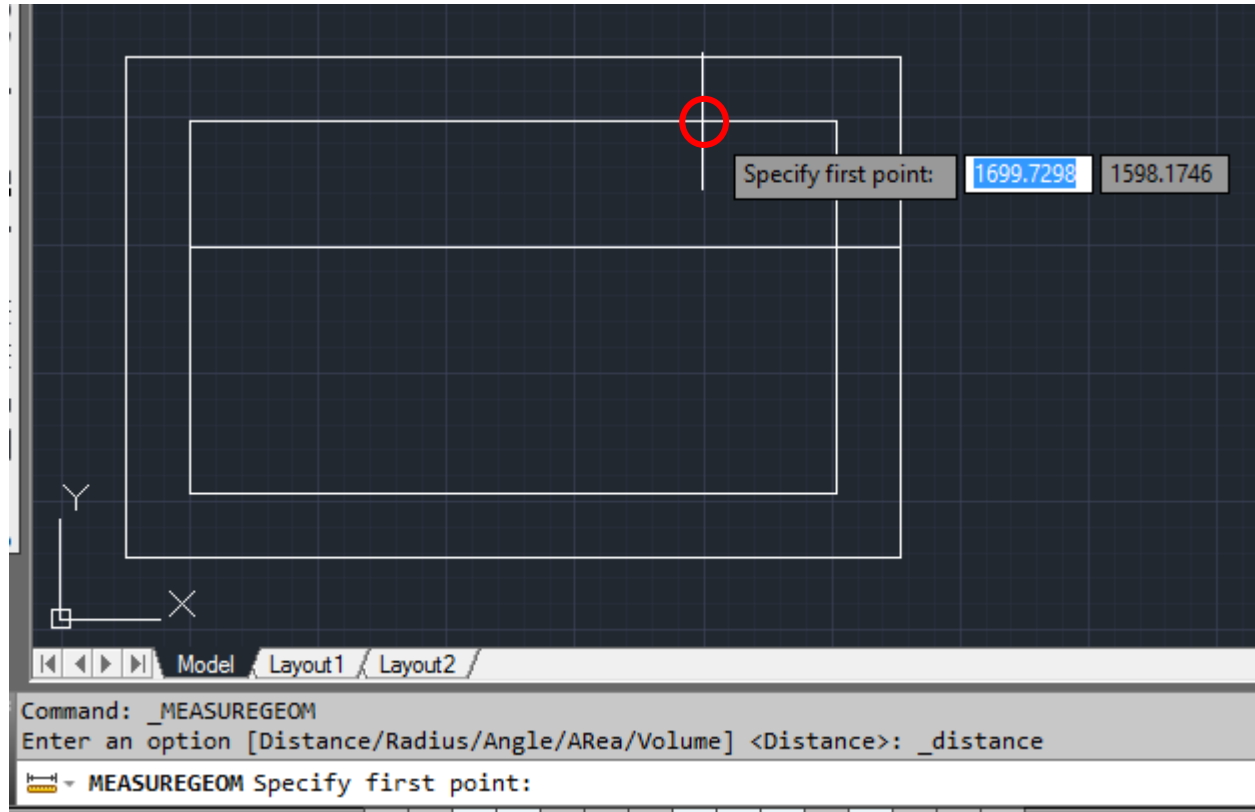 Specify first point: 1699.7298 1598.1746
Y
X
Model Layout1 Layout2
Command: _MEASUREGEOM
Enter an option [Distance/Radius/Angle/ARea/Volume] <Distance>: _distance
MEASUREGEOM Specify first point: